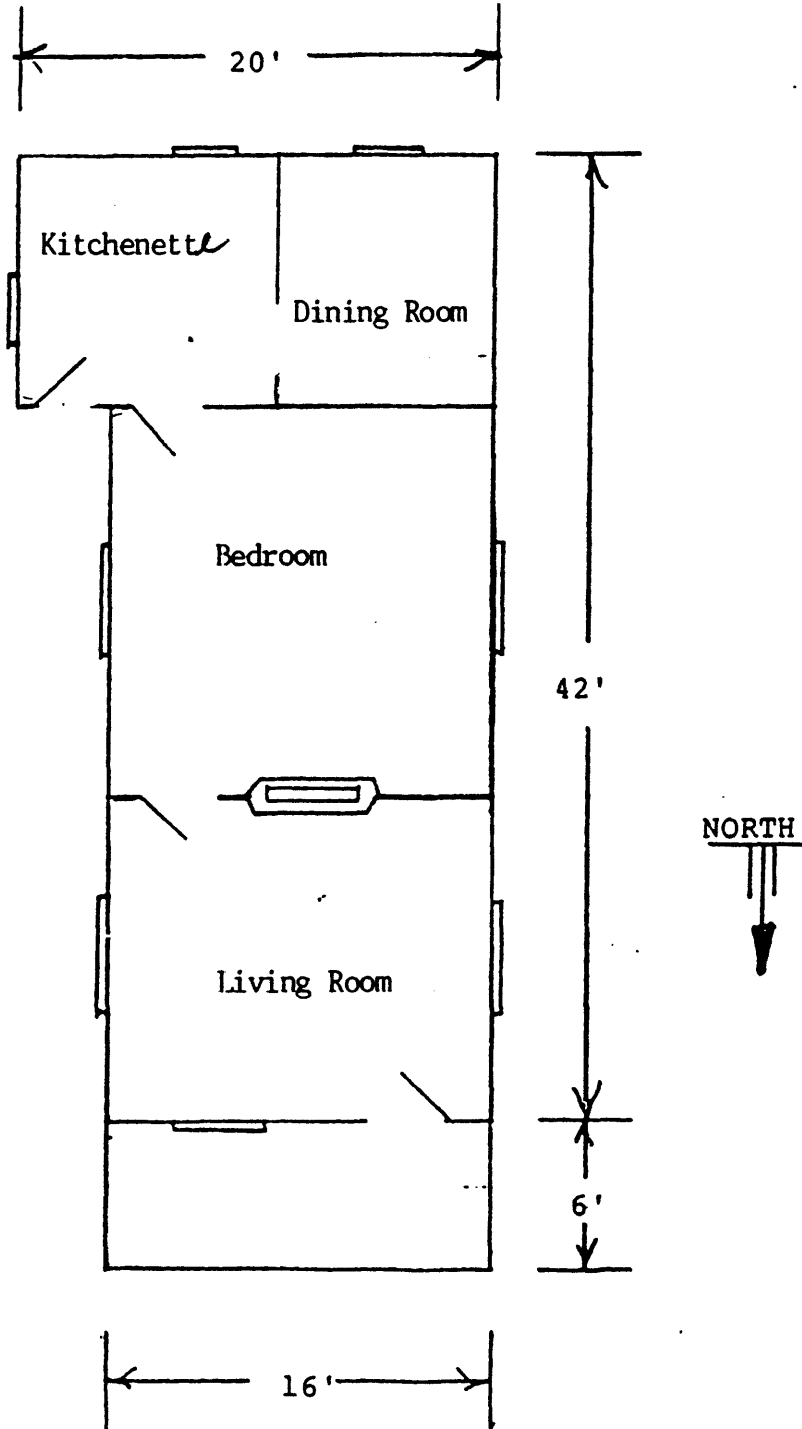 20'
Kitchenette
Dining Room
Bedroom
42'
NORTH
Living Room
6'
16'